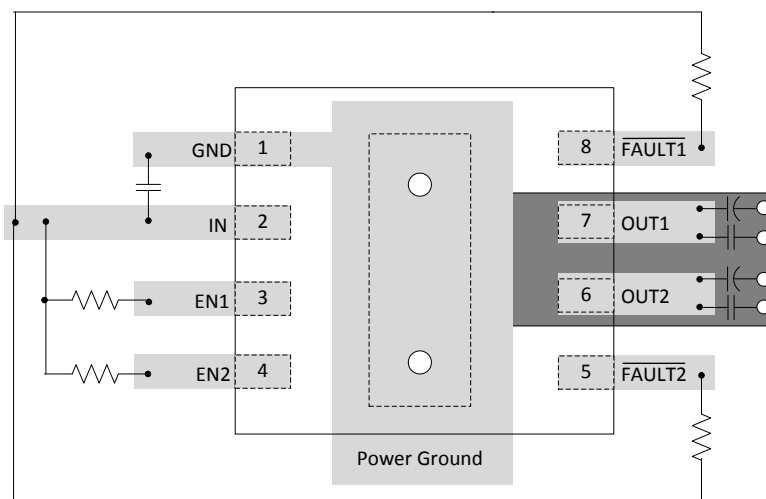 GND 1 8 FAULT1
IN 2 7 OUT1
EN1 3 6 OUT2
EN2 4 5 FAULT2
Power Ground